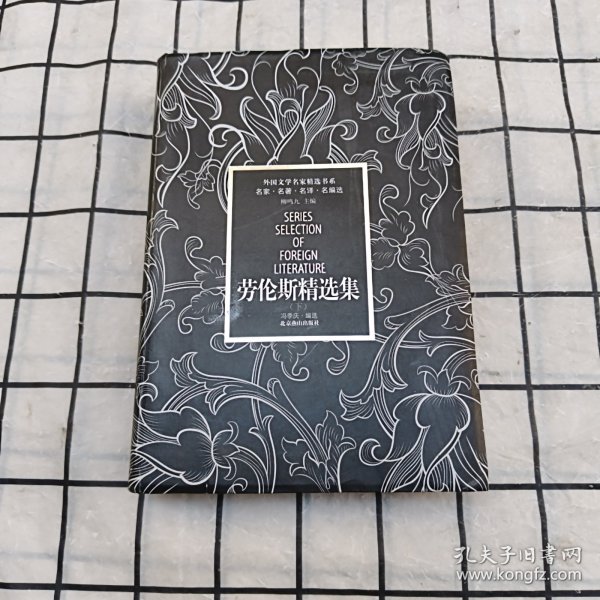 外国文学名家精选书系
名家·名著·名译·名编选
柳鸣九 主编
SERIES
SELECTION
OF
FOREIGN
LITERATURE
劳伦斯精选集
(下)
冯季庆·编选
北京燕山出版社
孔夫子旧书网
www.kongfz.com